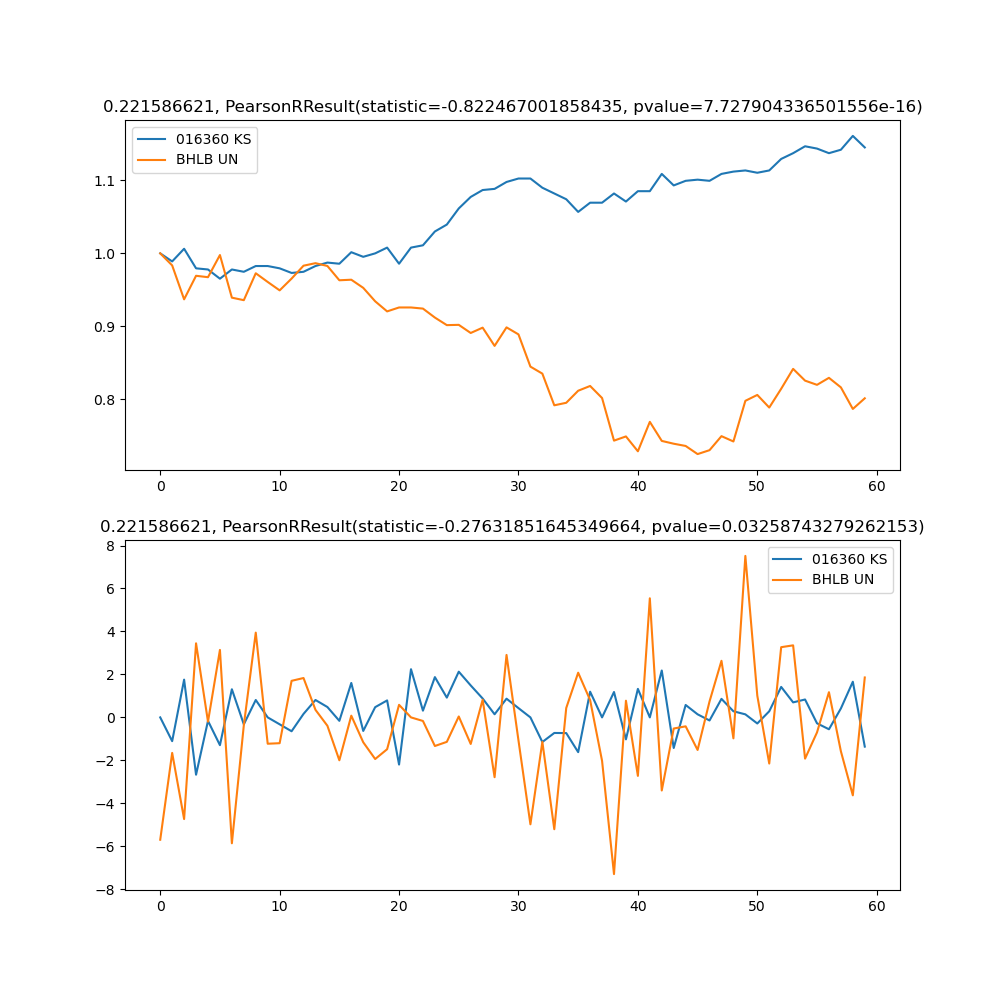 0.221586621, PearsonRResult(statistic=-0.822467001858435, pvalue=7.727904336501556e-16)
016360 KS
BHLB UN
1.1
1.0
0.9
0.8
0 10 20 30 40 50 60
0.221586621, PearsonRResult(statistic=-0.27631851645349664, pvalue=0.03258743279262153)
016360 KS
BHLB UN
8
6
4
2
0
−2
−4
−6
−8
0 10 20 30 40 50 60